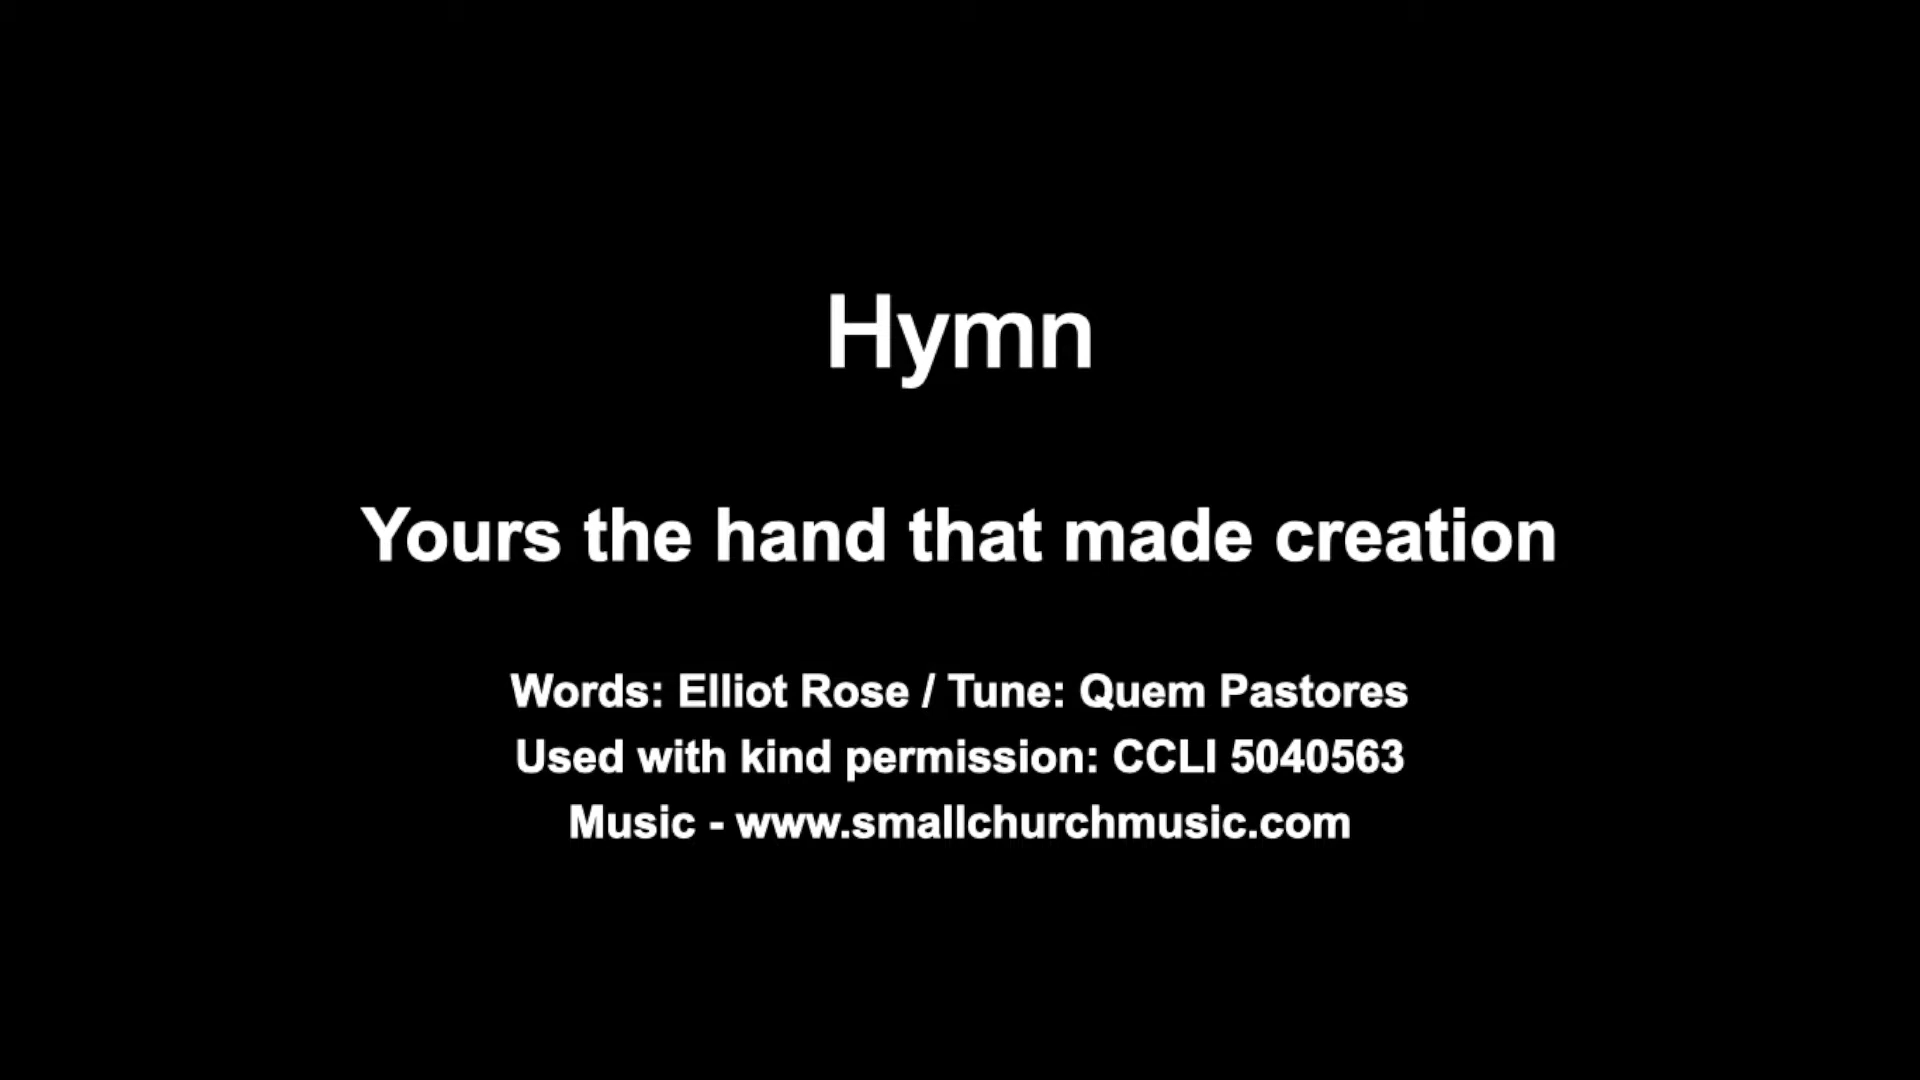 Hymn
Yours the hand that made creation
Words: Elliot Rose / Tune: Quem Pastores
Used with kind permission: CCLI 5040563
Music - www.smallchurchmusic.com